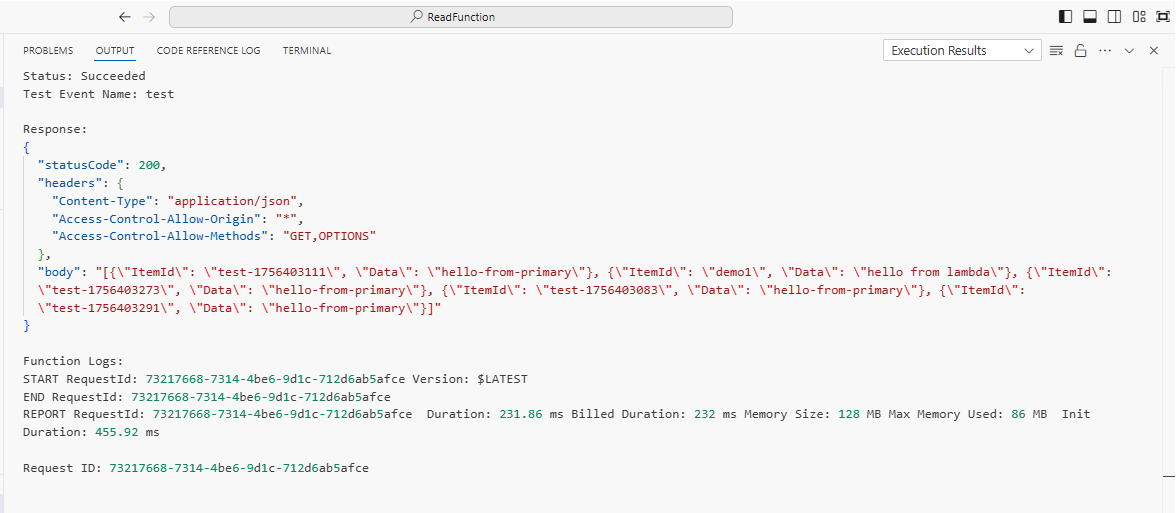 ReadFunction
PROBLEMS OUTPUT CODE REFERENCE LOG TERMINAL Execution Results
Status: Succeeded
Test Event Name: test
Response:
{
"statusCode": 200,
"headers": {
"Content-Type": "application/json",
"Access-Control-Allow-Origin": "*",
"Access-Control-Allow-Methods": "GET,OPTIONS"
},
"body": "[{\"ItemId\": \"test-1756403111\", \"Data\": \"hello-from-primary\"}, {\"ItemId\": \"demo1\", \"Data\": \"hello from lambda\"}, {\"ItemId\":
\"test-1756403273\", \"Data\": \"hello-from-primary\"}, {\"ItemId\": \"test-1756403083\", \"Data\": \"hello-from-primary\"}, {\"ItemId\":
\"test-1756403291\", \"Data\": \"hello-from-primary\"}]"
}
Function Logs:
START RequestId: 73217668-7314-4be6-9d1c-712d6ab5afce Version: $LATEST
END RequestId: 73217668-7314-4be6-9d1c-712d6ab5afce
REPORT RequestId: 73217668-7314-4be6-9d1c-712d6ab5afce  Duration: 231.86 ms Billed Duration: 232 ms Memory Size: 128 MB Max Memory Used: 86 MB  Init
Duration: 455.92 ms
Request ID: 73217668-7314-4be6-9d1c-712d6ab5afce